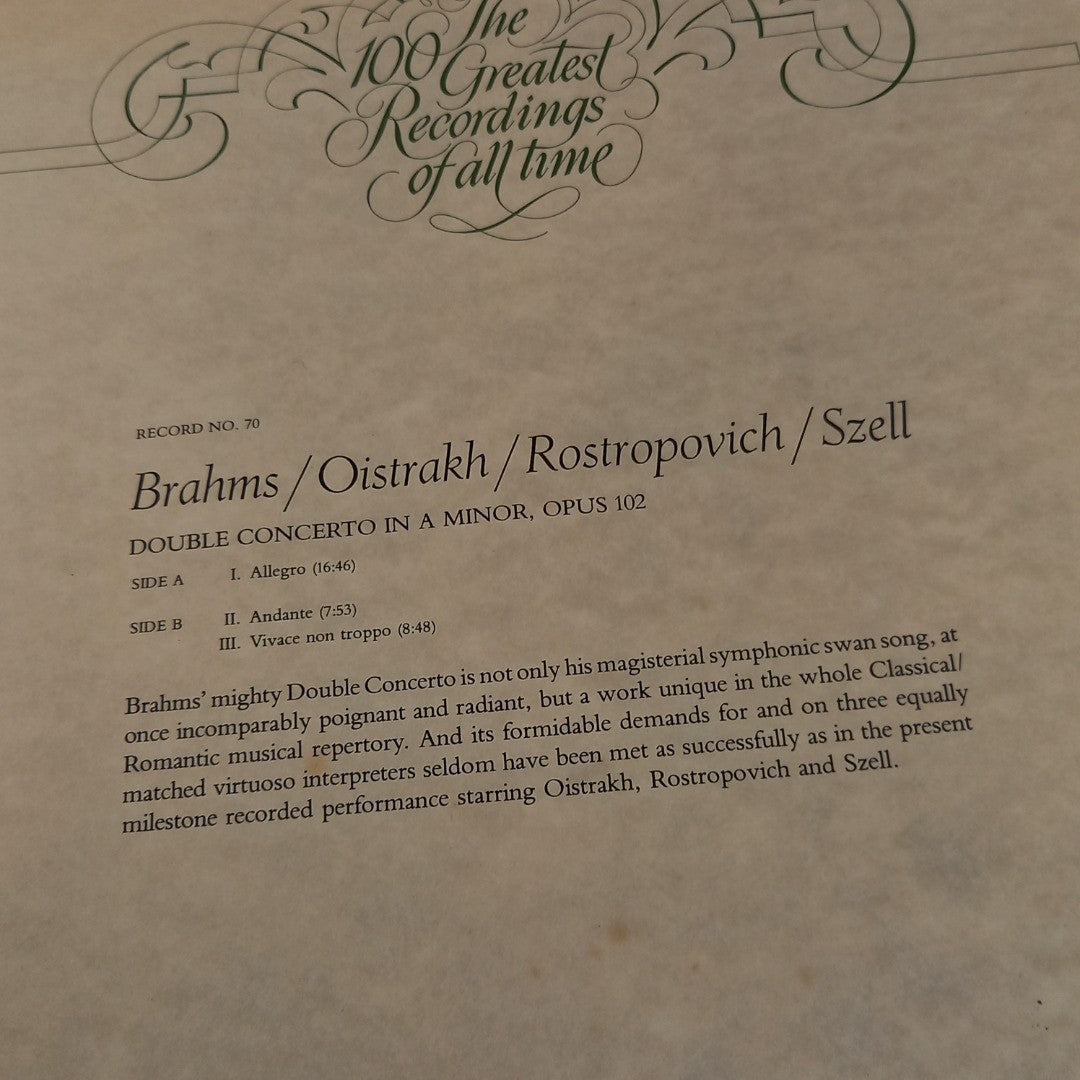 The
100 Greatest
Recordings
of all time
RECORD NO. 70
Brahms / Oistrakh / Rostropovich / Szell
DOUBLE CONCERTO IN A MINOR, OPUS 102
SIDE A I. Allegro (16:46)
SIDE B II. Andante (7:53)
III. Vivace non troppo (8:48)
Brahms' mighty Double Concerto is not only his magisterial symphonic swan song, at
once incomparably poignant and radiant, but a work unique in the whole Classical/
Romantic musical repertory. And its formidable demands for and on three equally
matched virtuoso interpreters seldom have been met as successfully as in the present
milestone recorded performance starring Oistrakh, Rostropovich and Szell.